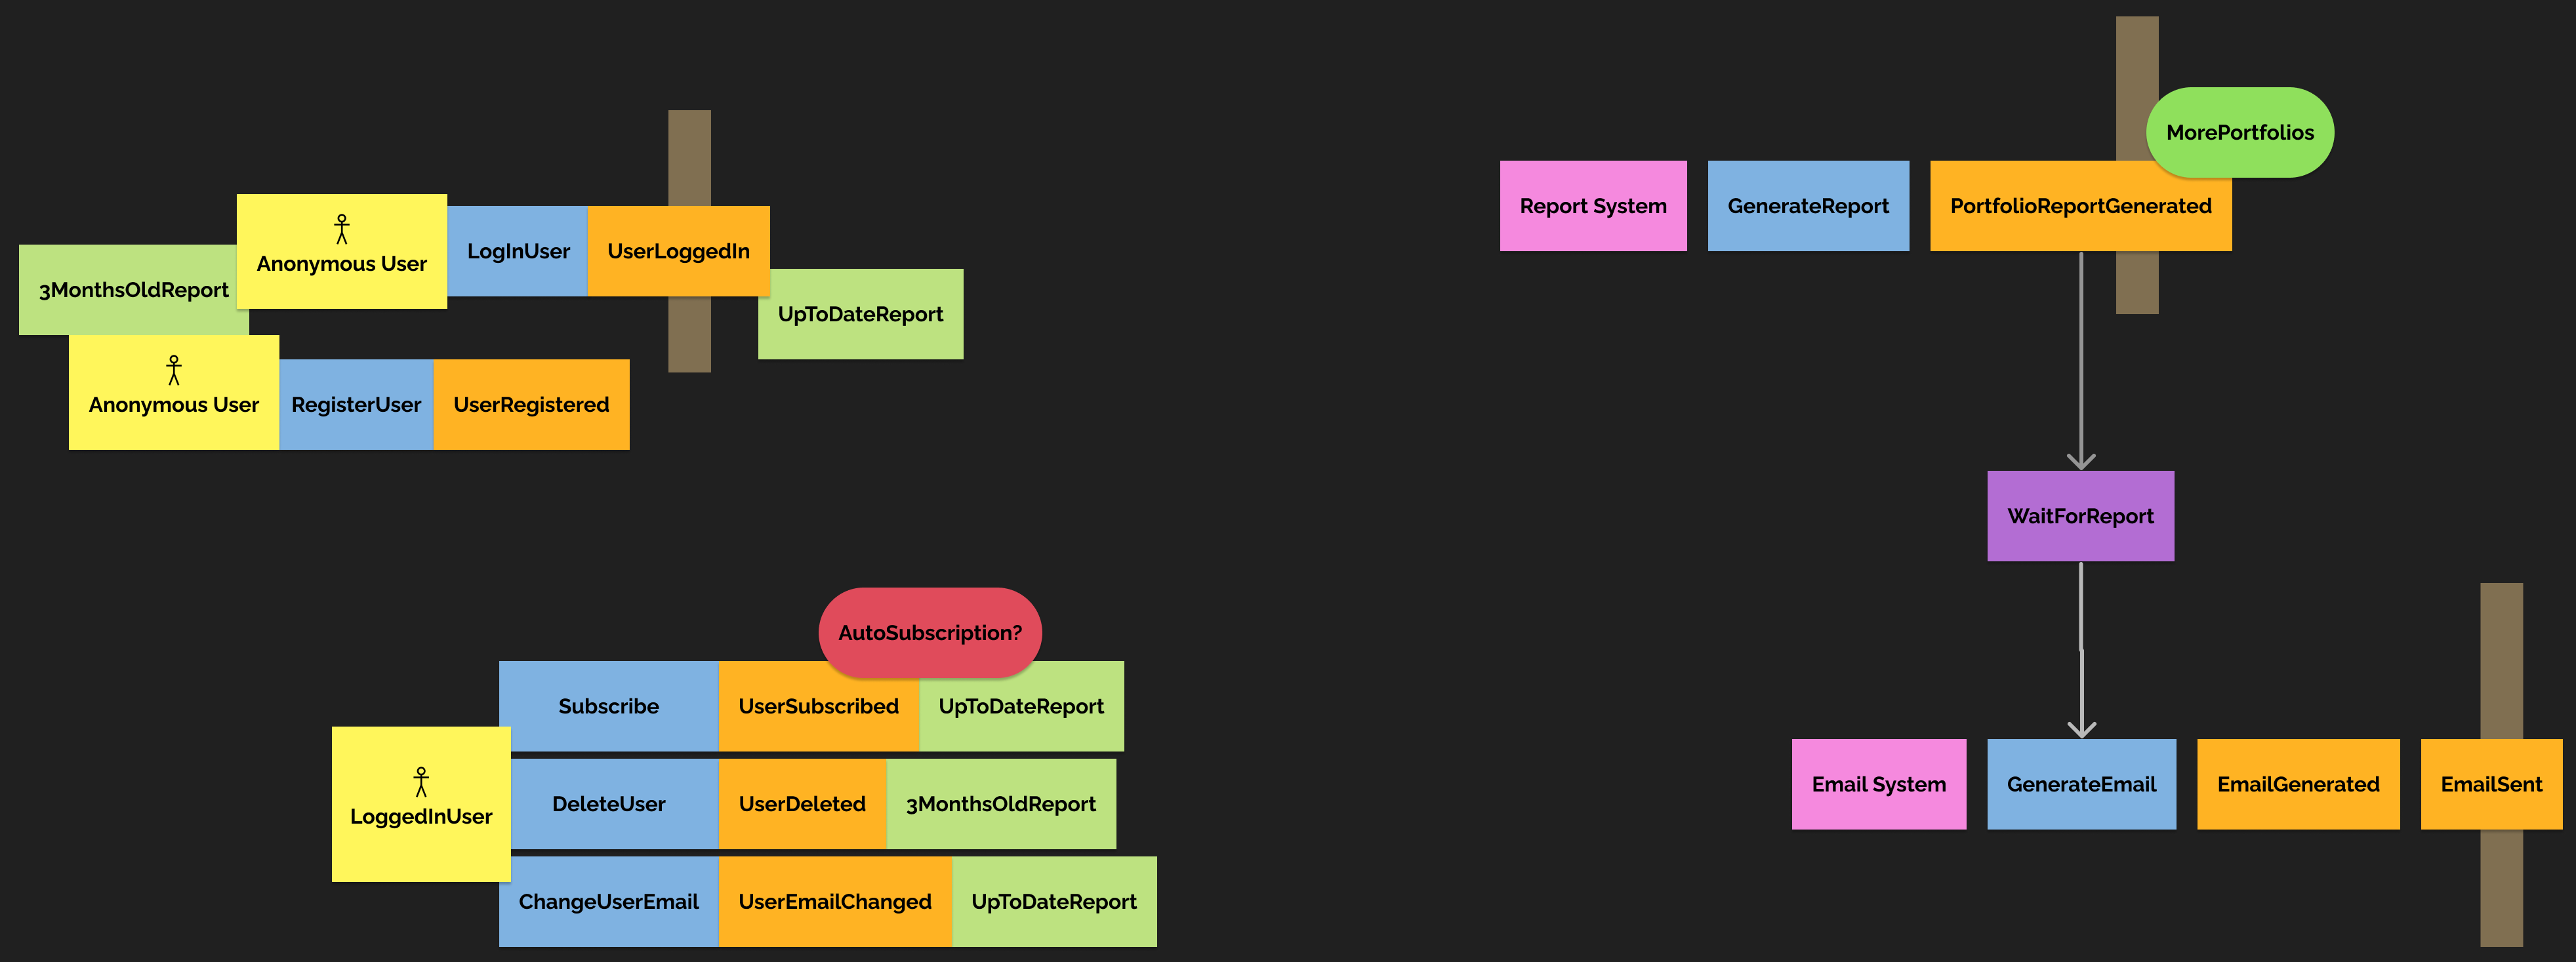 3MonthsOldReport
Anonymous User
LogInUser
UserLoggedIn
UpToDateReport
Anonymous User
RegisterUser
UserRegistered
AutoSubscription?
LoggedInUser
Subscribe
UserSubscribed
UpToDateReport
DeleteUser
UserDeleted
3MonthsOldReport
ChangeUserEmail
UserEmailChanged
UpToDateReport
MorePortfolios
Report System
GenerateReport
PortfolioReportGenerated
WaitForReport
Email System
GenerateEmail
EmailGenerated
EmailSent